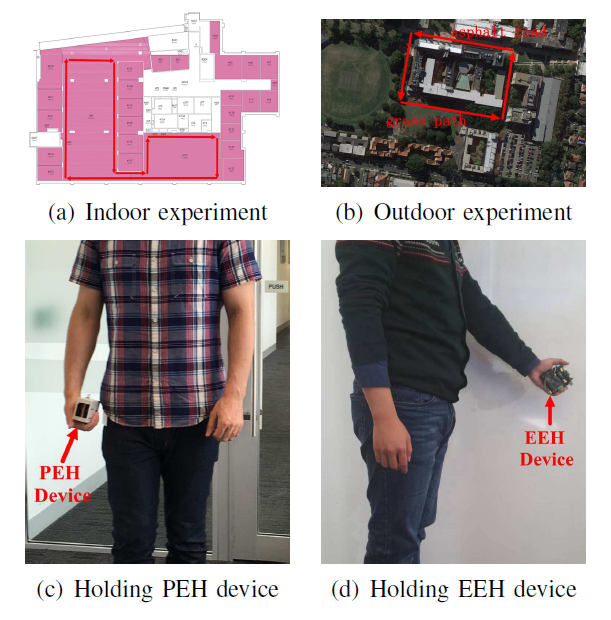 asphalt road
grass path
(a) Indoor experiment
(b) Outdoor experiment
PUSH
PEH
Device
EEH
Device
(c) Holding PEH device
(d) Holding EEH device